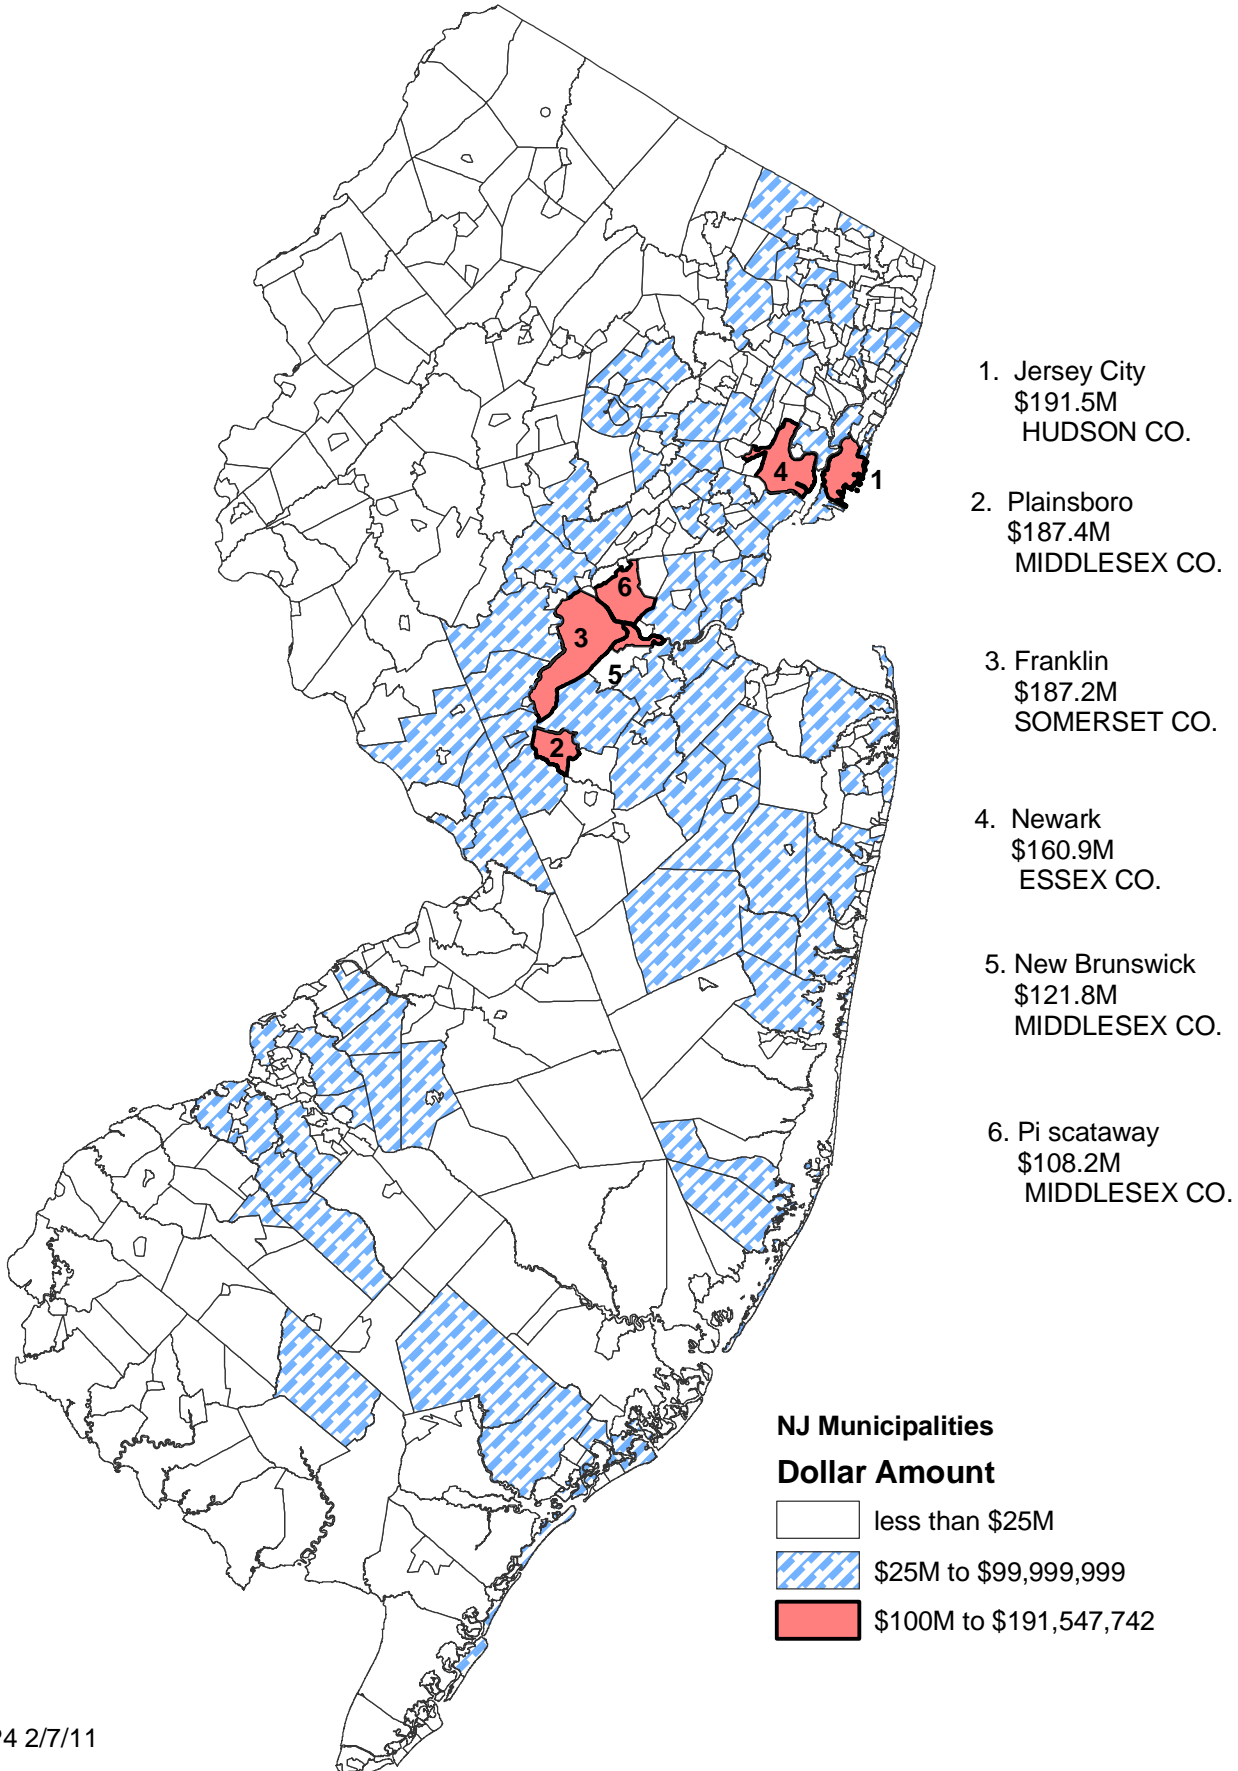 1. Jersey City
$191.5M
HUDSON CO.
2. Plainsboro
$187.4M
MIDDLESEX CO.
3. Franklin
$187.2M
SOMERSET CO.
4. Newark
$160.9M
ESSEX CO.
5. New Brunswick
$121.8M
MIDDLESEX CO.
6. Pi scataway
$108.2M
MIDDLESEX CO.
4
1
6
3
5
2
NJ Municipalities
Dollar Amount
less than $25M
$25M to $99,999,999
$100M to $191,547,742
4 2/7/11